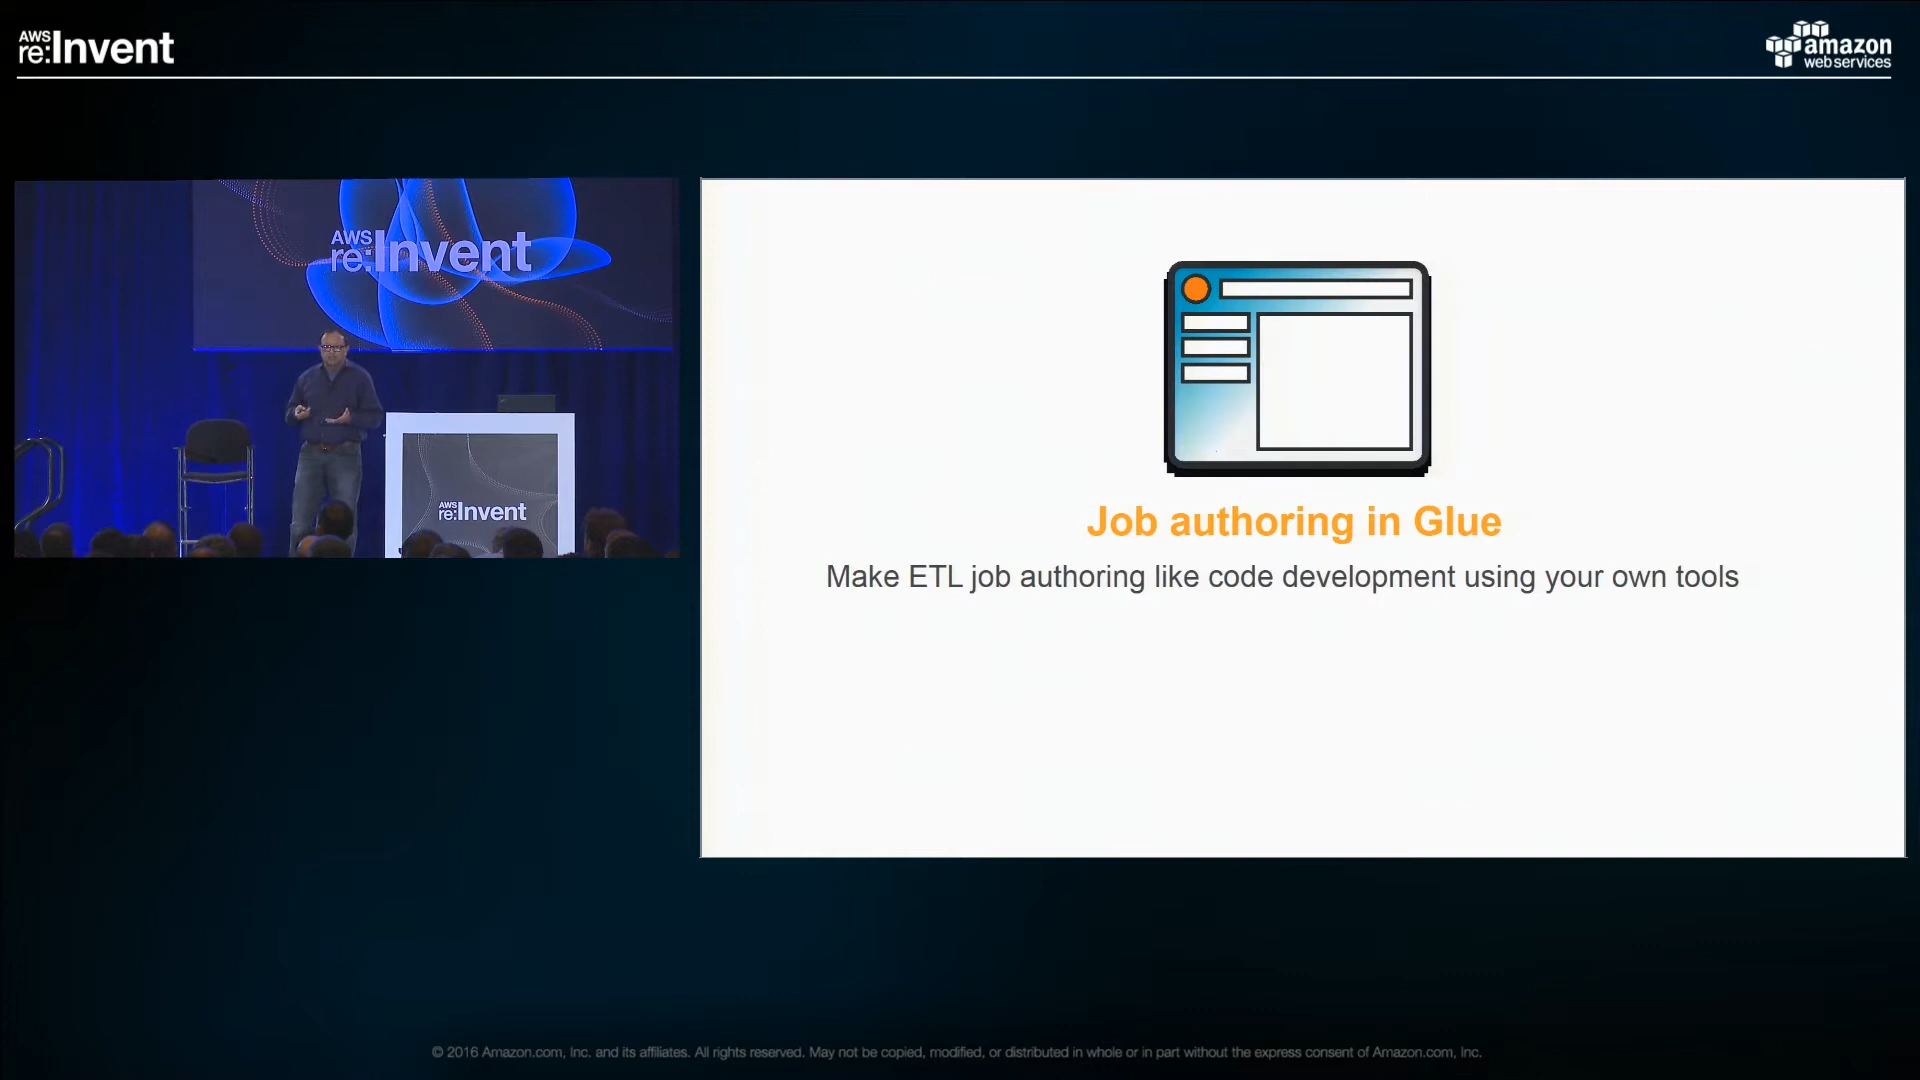 AWS
re:Invent
amazon
webservices
AWS
re:Invent
AWS
re:Invent
Job authoring in Glue
Make ETL job authoring like code development using your own tools
© 2016 Amazon.com, Inc. and its affiliates. All rights reserved. May not be copied, modified, or distributed in whole or in part without the express consent of Amazon.com, Inc.